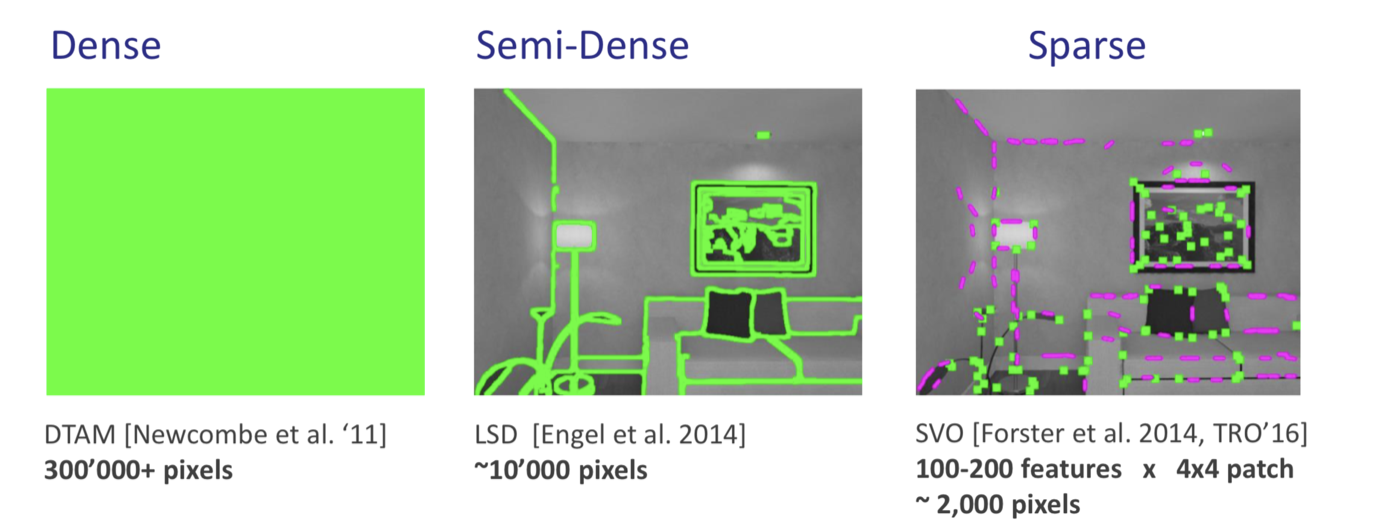 Dense
DTAM [Newcombe et al. ‘11]
300’000+ pixels
Semi-Dense
LSD [Engel et al. 2014]
~10’000 pixels
Sparse
SVO [Forster et al. 2014, TRO’16]
100-200 features x 4x4 patch
~ 2,000 pixels